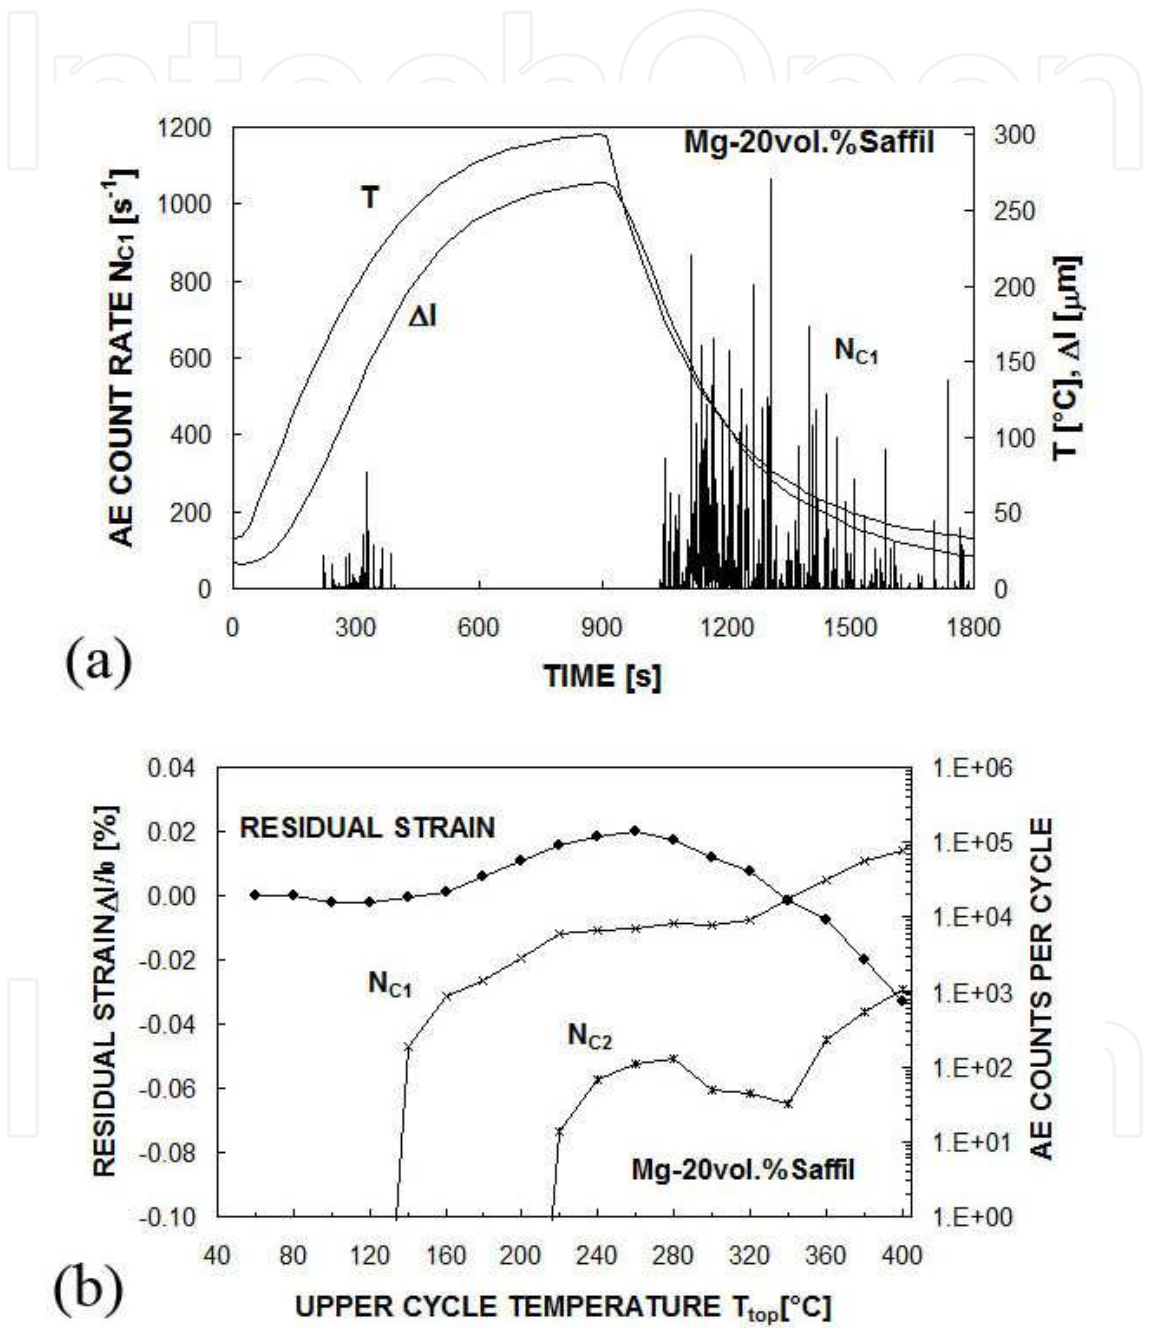 IntechOpen
Mg-20vol.%Saffil
AE COUNT RATE Nc1 [s⁻¹]
1200
1000
800
600
400
200
0
T
Δl
NC1
300
250
200
150
100
50
0
T [°C], Δl [μm]
0 300 600 900 1200 1500 1800
TIME [s]
(a)
RESIDUAL STRAINΔl/l₀ [%]
0.04
0.02
0.00
-0.02
-0.04
-0.06
-0.08
-0.10
RESIDUAL STRAIN
NC1
NC2
Mg-20vol.%Saffil
1.E+06
1.E+05
1.E+04
1.E+03
1.E+02
1.E+01
1.E+00
AE COUNTS PER CYCLE
40 80 120 160 200 240 280 320 360 400
UPPER CYCLE TEMPERATURE Ttop[°C]
(b)